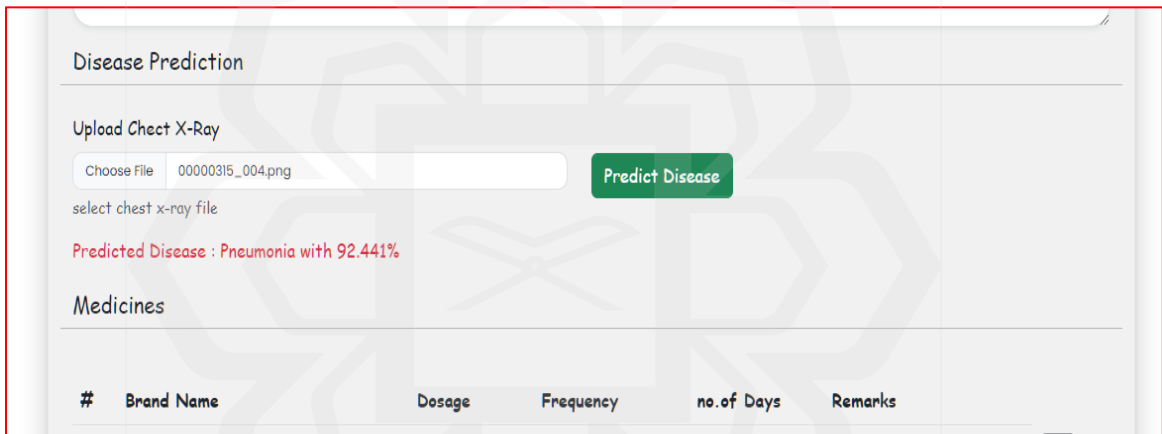 Disease Prediction
Upload Chect X-Ray
Choose File 00000315_004.png
Predict Disease
select chest x-ray file
Predicted Disease : Pneumonia with 92.441%
Medicines
# Brand Name Dosage Frequency no.of Days Remarks